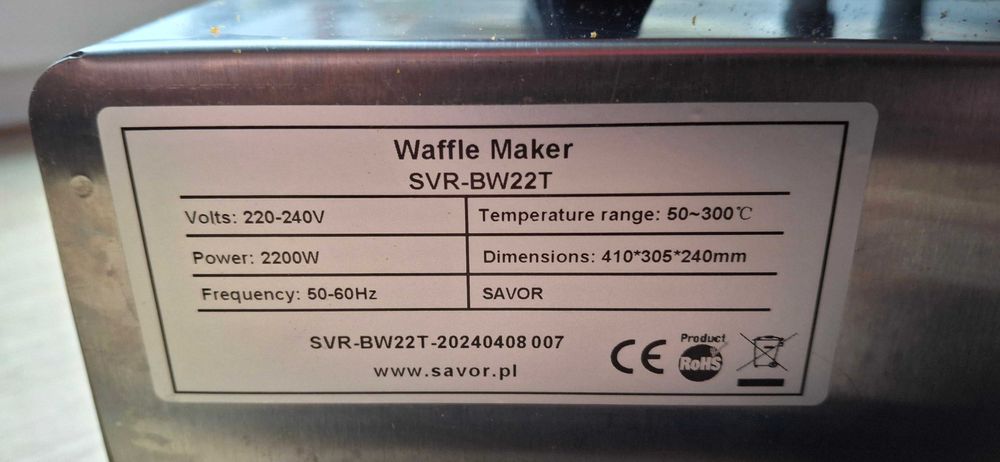 Waffle Maker
SVR-BW22T
Volts: 220-240V
Temperature range: 50~300℃
Power: 2200W
Dimensions: 410*305*240mm
Frequency: 50-60Hz
SAVOR
SVR-BW22T-20240408 007
www.savor.pl
CE
Product
RoHS